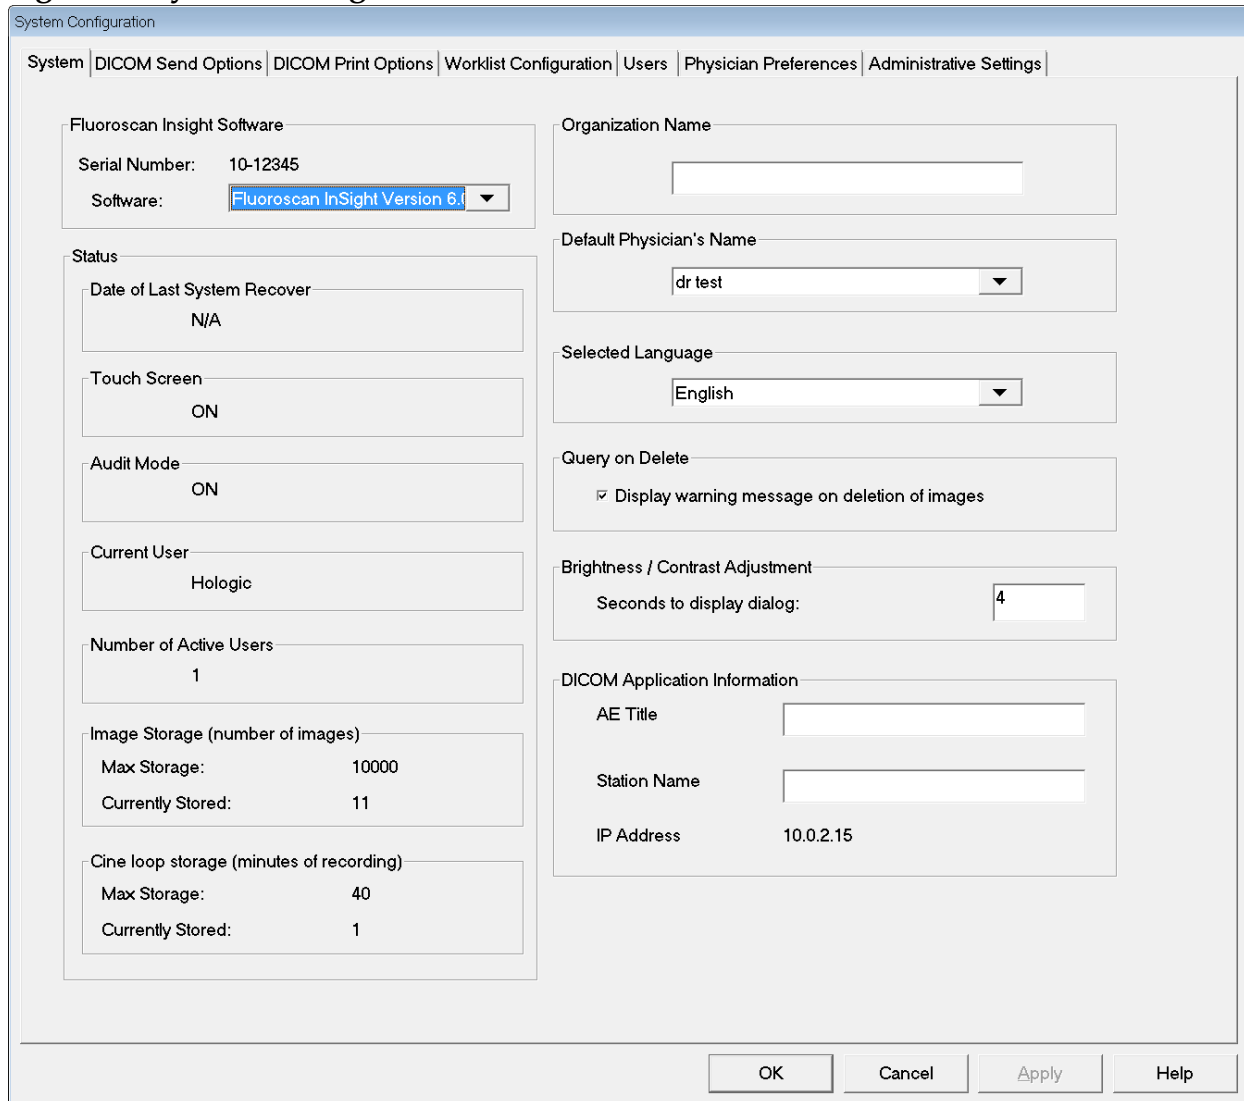 System Configuration
System DICOM Send Options DICOM Print Options Worklist Configuration Users Physician Preferences Administrative Settings
Fluoroscan Insight Software
Serial Number: 10-12345
Software: Fluoroscan InSight Version 6.
Status
Date of Last System Recover
N/A
Touch Screen
ON
Audit Mode
ON
Current User
Hologic
Number of Active Users
1
Image Storage (number of images)
Max Storage: 10000
Currently Stored: 11
Cine loop storage (minutes of recording)
Max Storage: 40
Currently Stored: 1
Organization Name
Default Physician's Name
dr test
Selected Language
English
Query on Delete
Display warning message on deletion of images
Brightness / Contrast Adjustment
Seconds to display dialog: 4
DICOM Application Information
AE Title
Station Name
IP Address 10.0.2.15
OK Cancel Apply Help